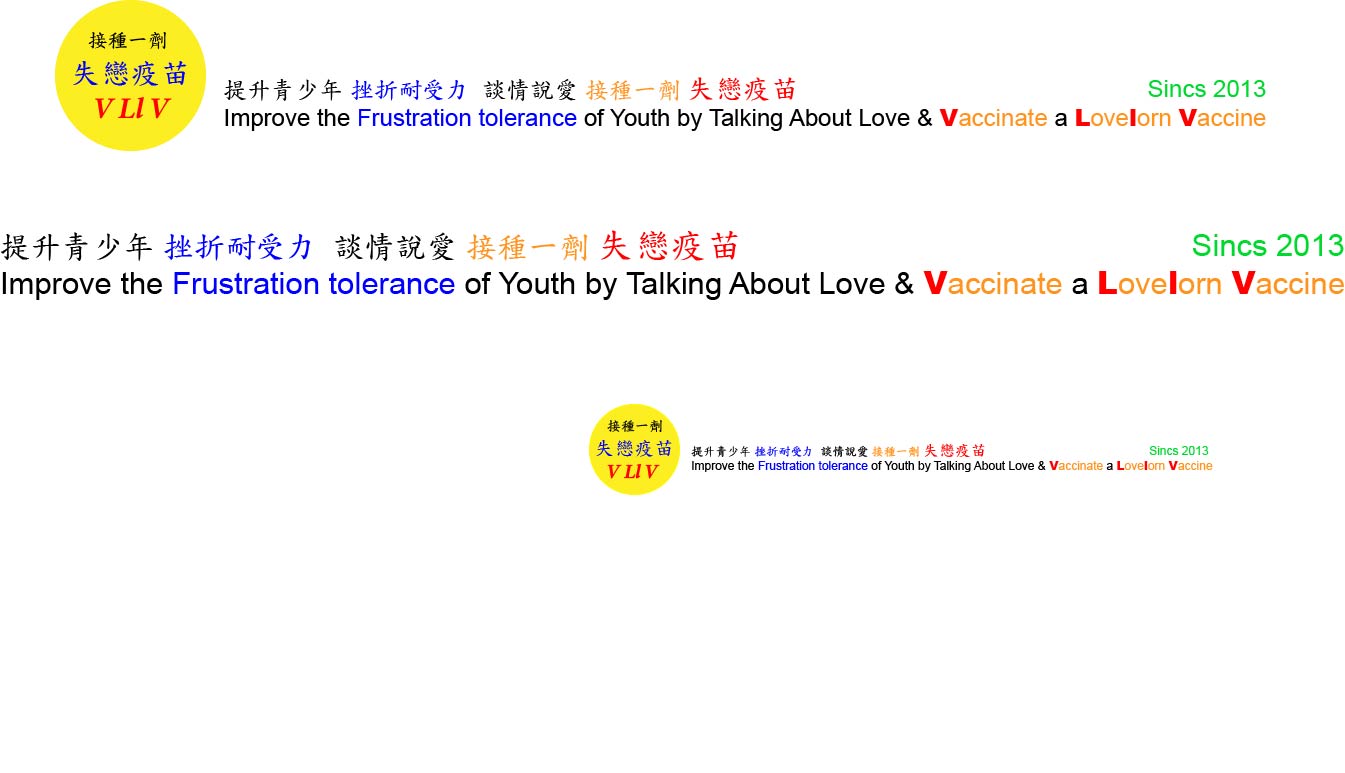 接種一劑
失戀疫苗
V Ll V
提升青少年 挫折耐受力 談情說愛 接種一劑 失戀疫苗 Sincs 2013
Improve the Frustration tolerance of Youth by Talking About Love & Vaccinate a Lovelorn Vaccine
提升青少年 挫折耐受力 談情說愛 接種一劑 失戀疫苗 Sincs 2013
Improve the Frustration tolerance of Youth by Talking About Love & Vaccinate a Lovelorn Vaccine
接種一劑
失戀疫苗
V Ll V
提升青少年 挫折耐受力 談情說愛 接種一劑 失戀疫苗 Sincs 2013
Improve the Frustration tolerance of Youth by Talking About Love & Vaccinate a Lovelorn Vaccine